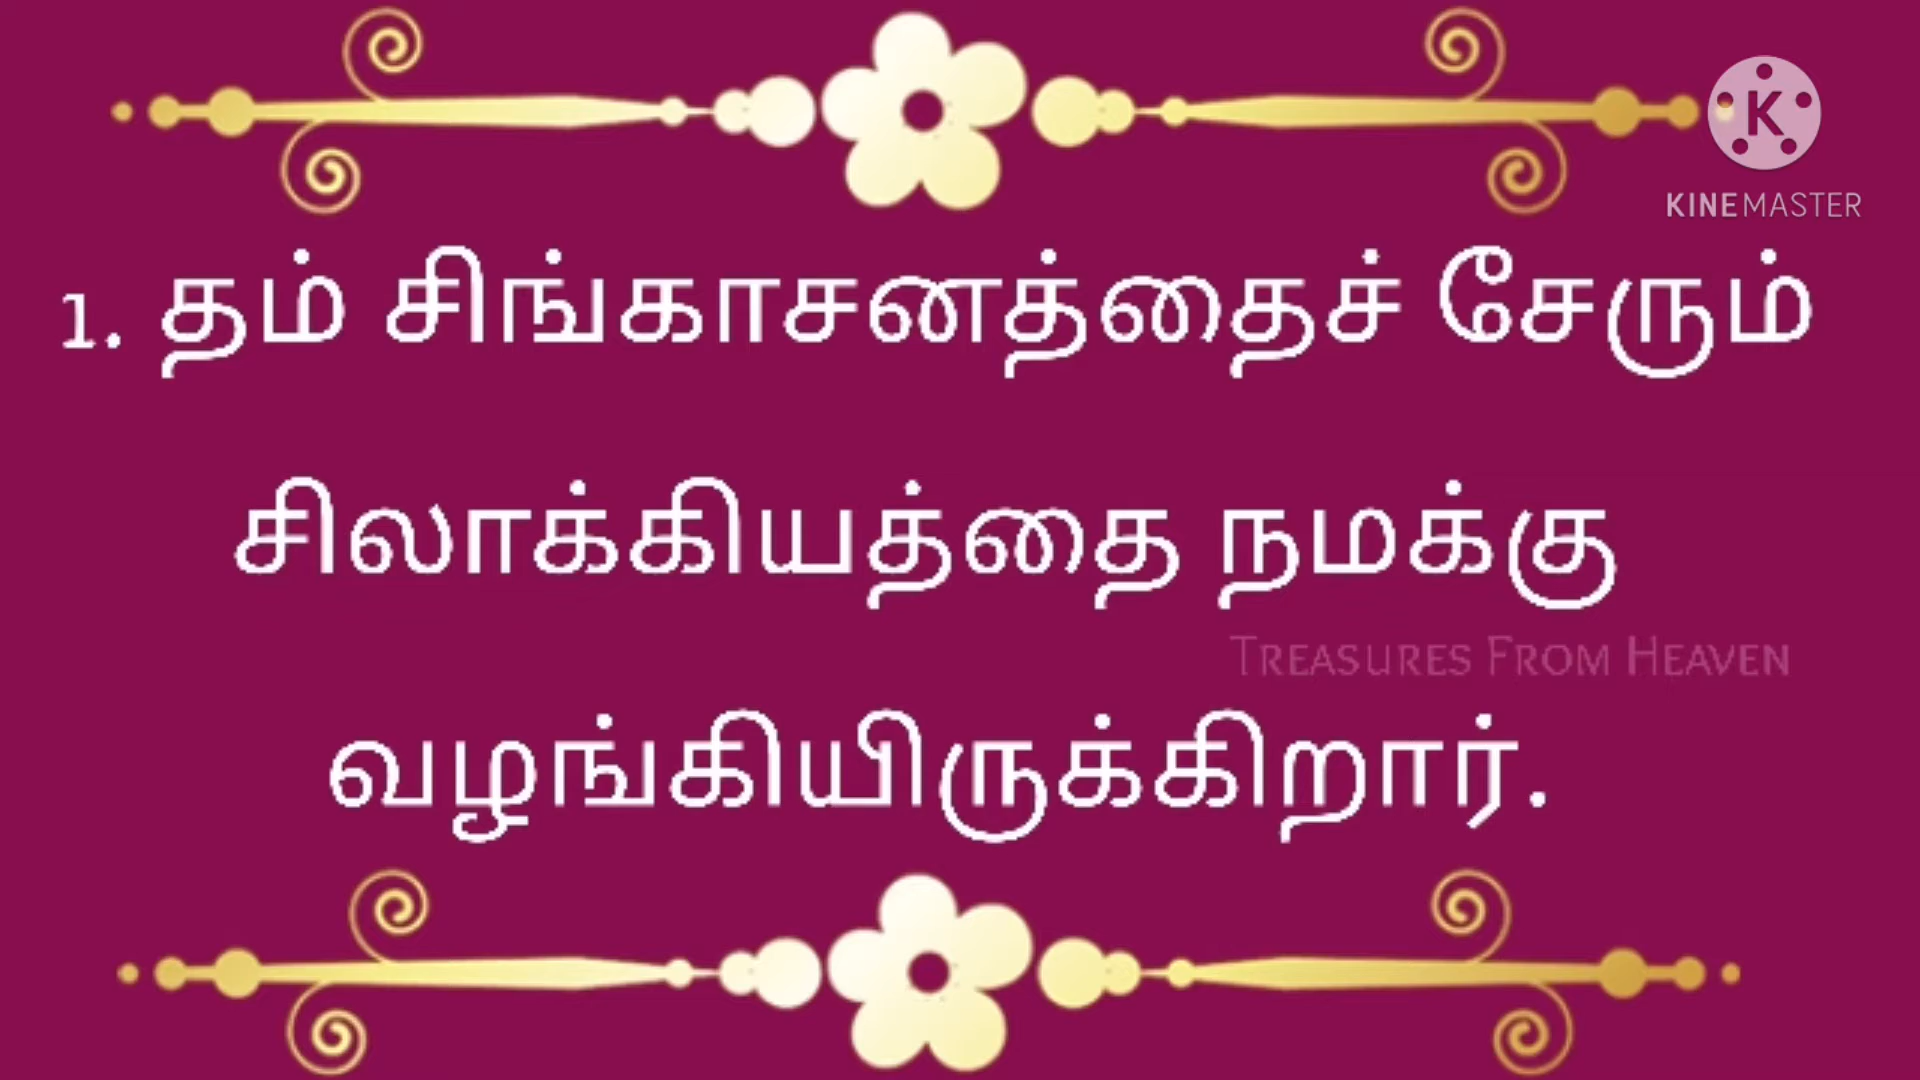 K
KINEMASTER
1. தம் சிங்காசனத்தைச் சேரும்
சிலாக்கியத்தை நமக்கு
TREASURES FROM HEAVEN
வழங்கியிருக்கிறார்.